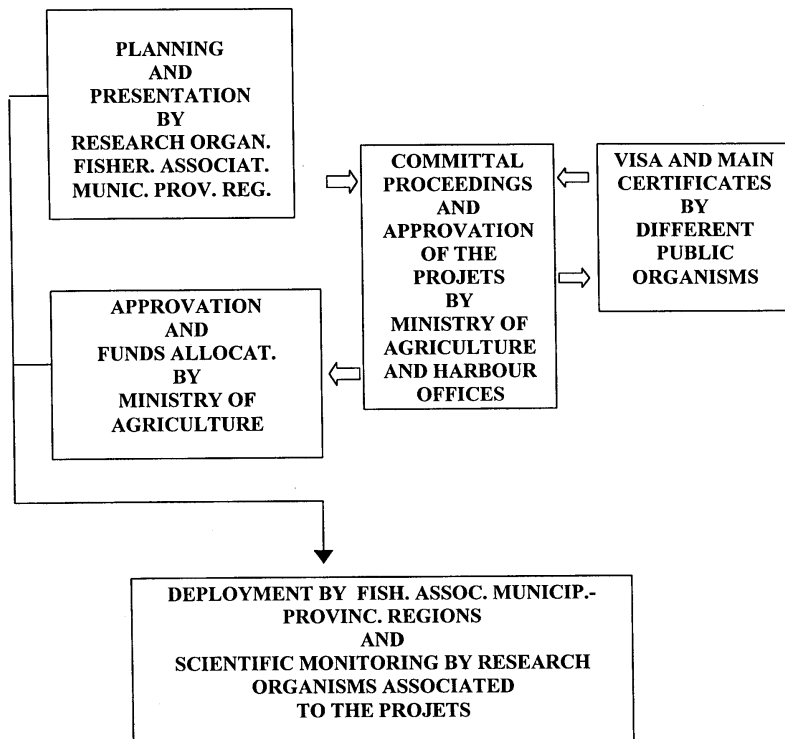 PLANNING
AND
PRESENTATION
BY
RESEARCH ORGAN.
FISHER. ASSOCIAT.
MUNIC. PROV. REG.
COMMITTAL
PROCEEDINGS
AND
APPROVATION
OF THE
PROJETS
BY
MINISTRY OF
AGRICULTURE
AND HARBOUR
OFFICES
VISA AND MAIN
CERTIFICATES
BY
DIFFERENT
PUBLIC
ORGANISMS
APPROVATION
AND
FUNDS ALLOCAT.
BY
MINISTRY OF
AGRICULTURE
DEPLOYMENT BY FISH. ASSOC. MUNICIP.-
PROVINC. REGIONS
AND
SCIENTIFIC MONITORING BY RESEARCH
ORGANISMS ASSOCIATED
TO THE PROJETS